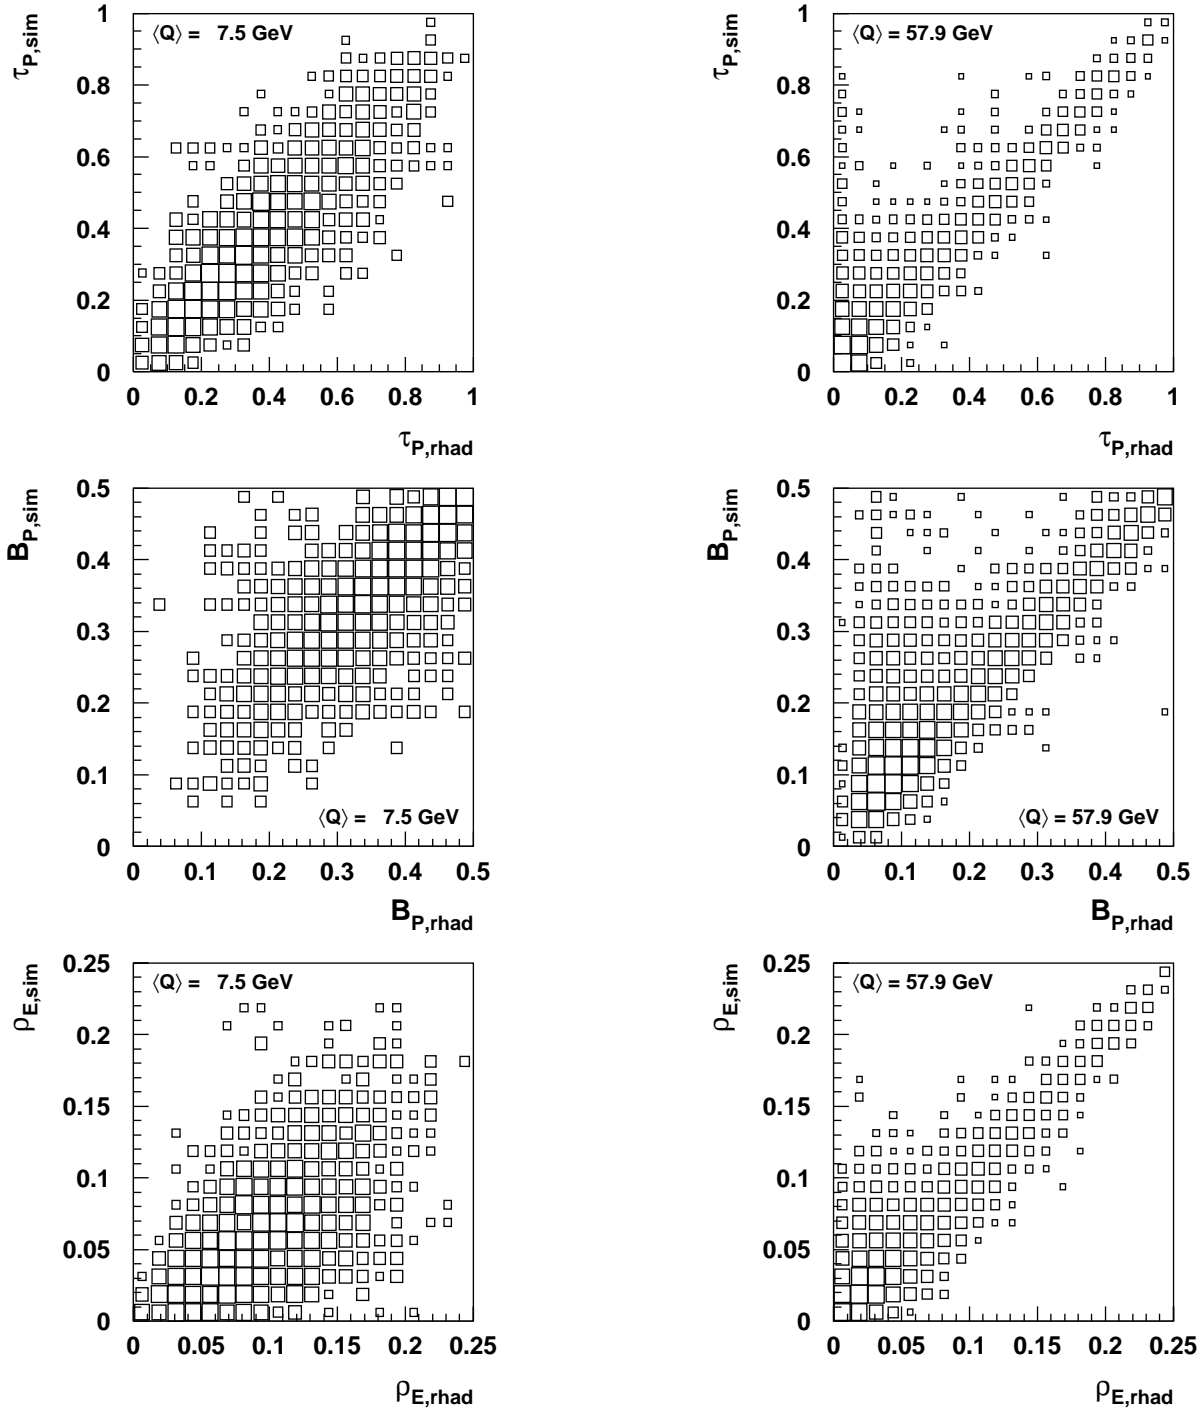 τP,sim
⟨Q⟩ = 7.5 GeV
1
0.8
0.6
0.4
0.2
0
0 0.2 0.4 0.6 0.8 1
τP,rhad
τP,sim
⟨Q⟩ = 57.9 GeV
1
0.8
0.6
0.4
0.2
0
0 0.2 0.4 0.6 0.8 1
τP,rhad
BP,sim
0.5
0.4
0.3
0.2
0.1
0
⟨Q⟩ = 7.5 GeV
0 0.1 0.2 0.3 0.4 0.5
BP,rhad
BP,sim
0.5
0.4
0.3
0.2
0.1
0
⟨Q⟩ = 57.9 GeV
0 0.1 0.2 0.3 0.4 0.5
BP,rhad
ρE,sim
⟨Q⟩ = 7.5 GeV
0.25
0.2
0.15
0.1
0.05
0
0 0.05 0.1 0.15 0.2 0.25
ρE,rhad
ρE,sim
⟨Q⟩ = 57.9 GeV
0.25
0.2
0.15
0.1
0.05
0
0 0.05 0.1 0.15 0.2 0.25
ρE,rhad